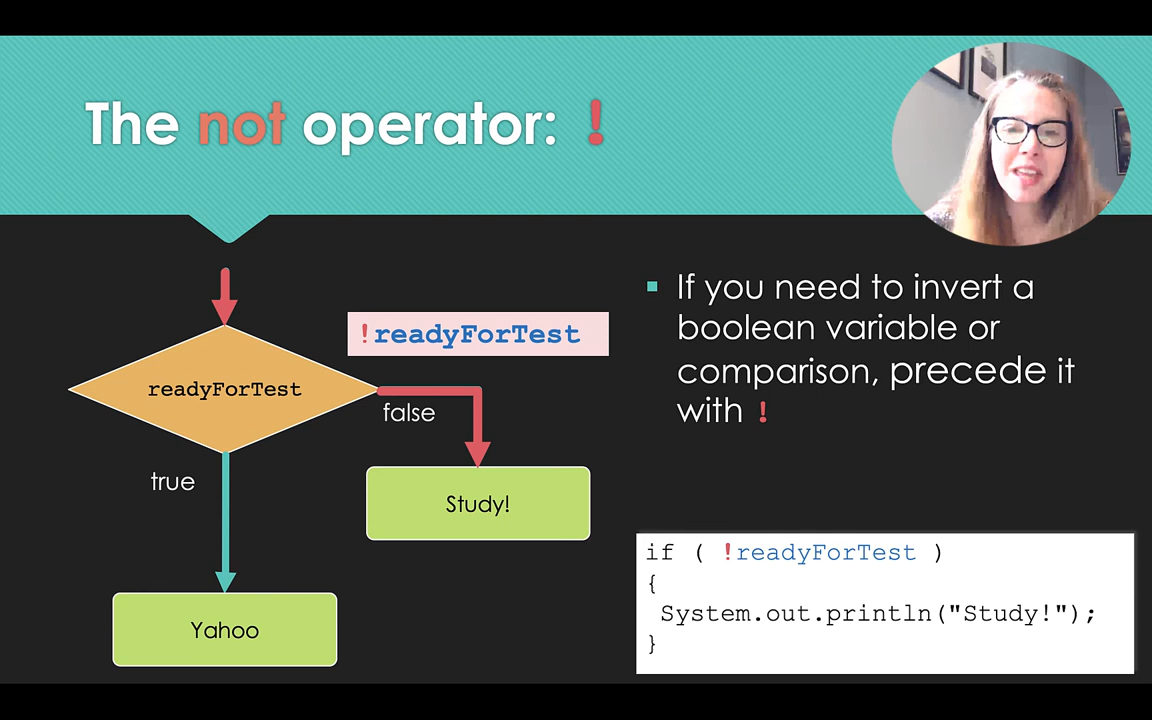 The not operator: !
!readyForTest
readyForTest
false
true
Study!
Yahoo
▪ If you need to invert a
boolean variable or
comparison, precede it
with !
if ( !readyForTest )
{
System.out.println("Study!");
}